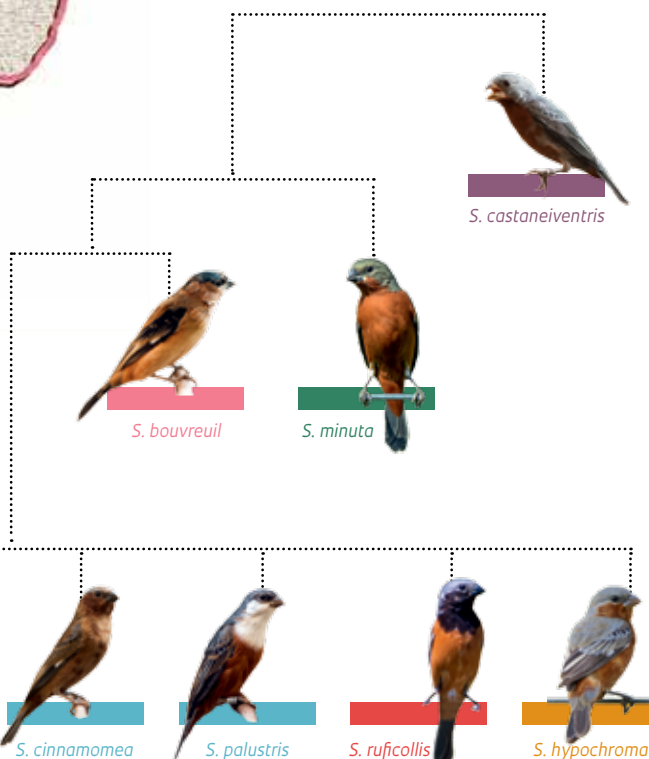 S. castaneiventris
S. bouvreuil
S. minuta
S. cinnamomea
S. palustris
S. ruficollis
S. hypochroma